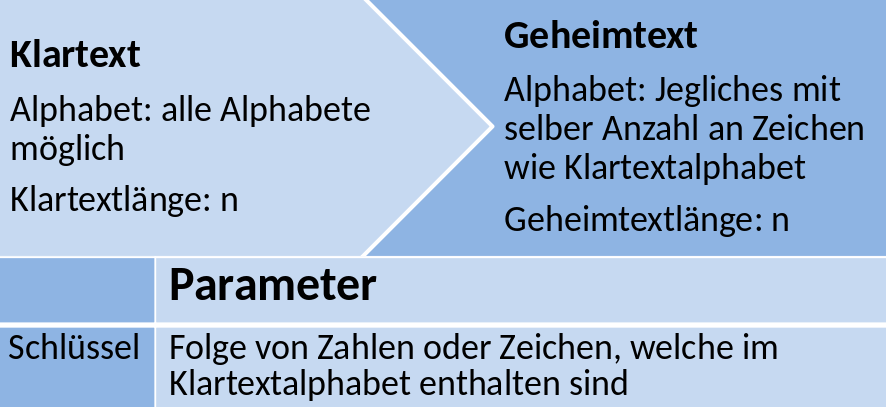 Klartext
Alphabet: alle Alphabete
möglich
Klartextlänge: n
Geheimtext
Alphabet: Jegliches mit
selber Anzahl an Zeichen
wie Klartextalphabet
Geheimtextlänge: n
Parameter
Schlüssel
Folge von Zahlen oder Zeichen, welche im
Klartextalphabet enthalten sind